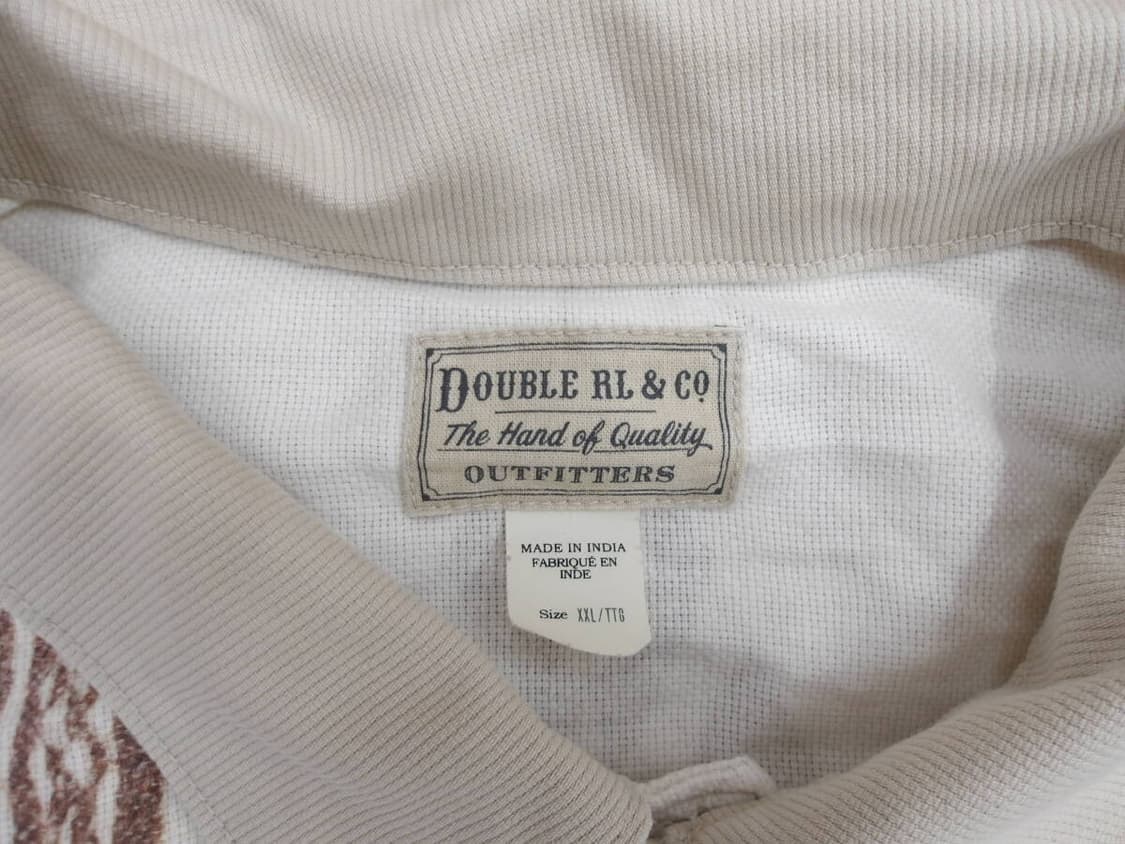 DOUBLE RL & CO.
The Hand of Quality
OUTFITTERS
MADE IN INDIA
FABRIQUÉ EN
INDE
Size XXL/TTG